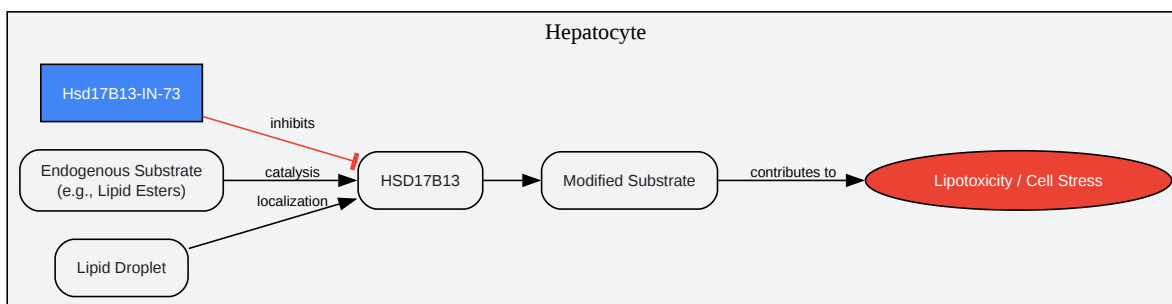 Hepatocyte
Hsd17B13-IN-73
inhibits
Endogenous Substrate
(e.g., Lipid Esters)
catalysis
HSD17B13
Modified Substrate
contributes to
Lipotoxicity / Cell Stress
localization
Lipid Droplet